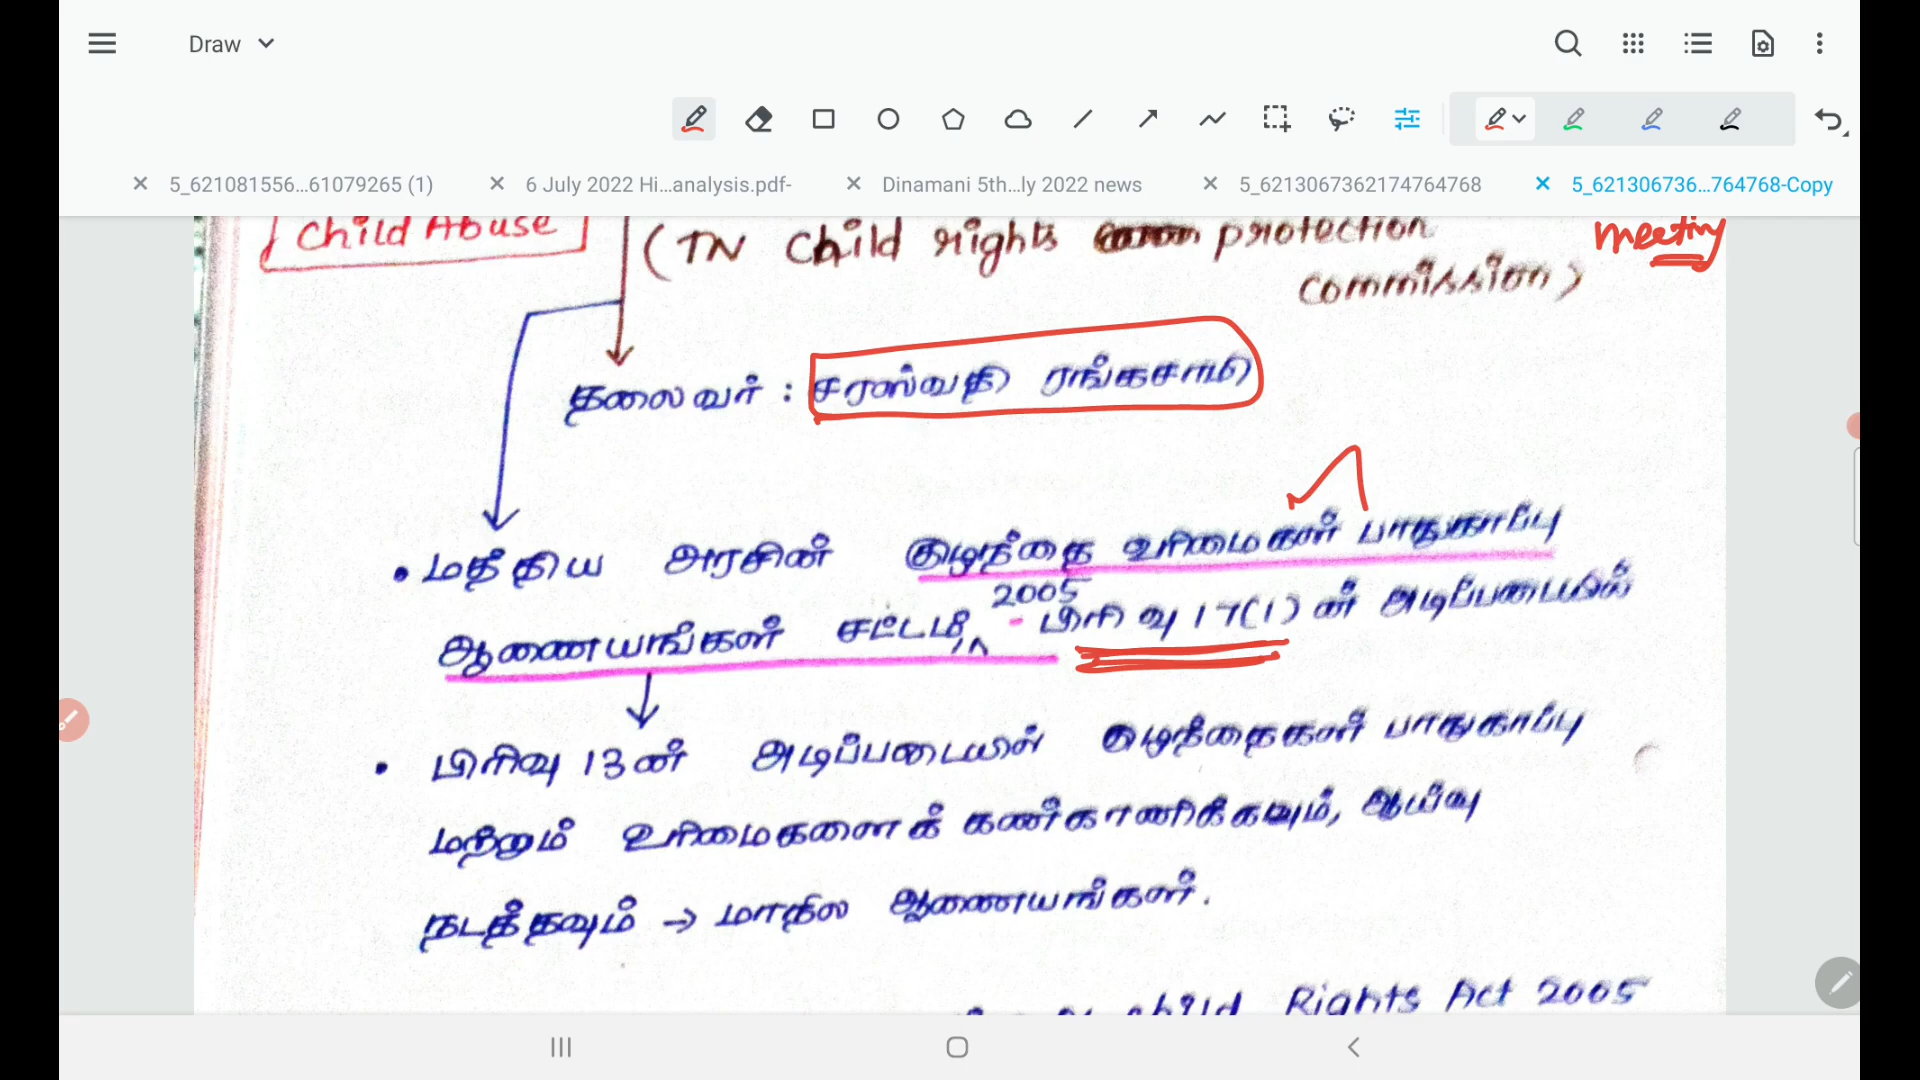 Draw
5_621081556...61079265 (1)
6 July 2022 Hi...analysis.pdf-
Dinamani 5th...ly 2022 news
5_6213067362174764768
5_621306736...764768-Copy
Child Abuse
(TN Child rights protection
commission)
meeting
தலைவர் : சரஸ்வதி ரங்கசாமி
• மத்திய அரசின் குழந்தை உரிமைகள் பாதுகாப்பு
2005
ஆணையங்கள் சட்டம், - பிரிவு 17(1) ன் அடிப்படையில்
• பிரிவு 13ன் அடிப்படையில் குழந்தைகள் பாதுகாப்பு
மற்றும் உரிமைகளைக் கண்காணிக்கவும், ஆய்வு
நடத்தவும் → மாநில ஆணையங்கள்.
child Rights Act 2005